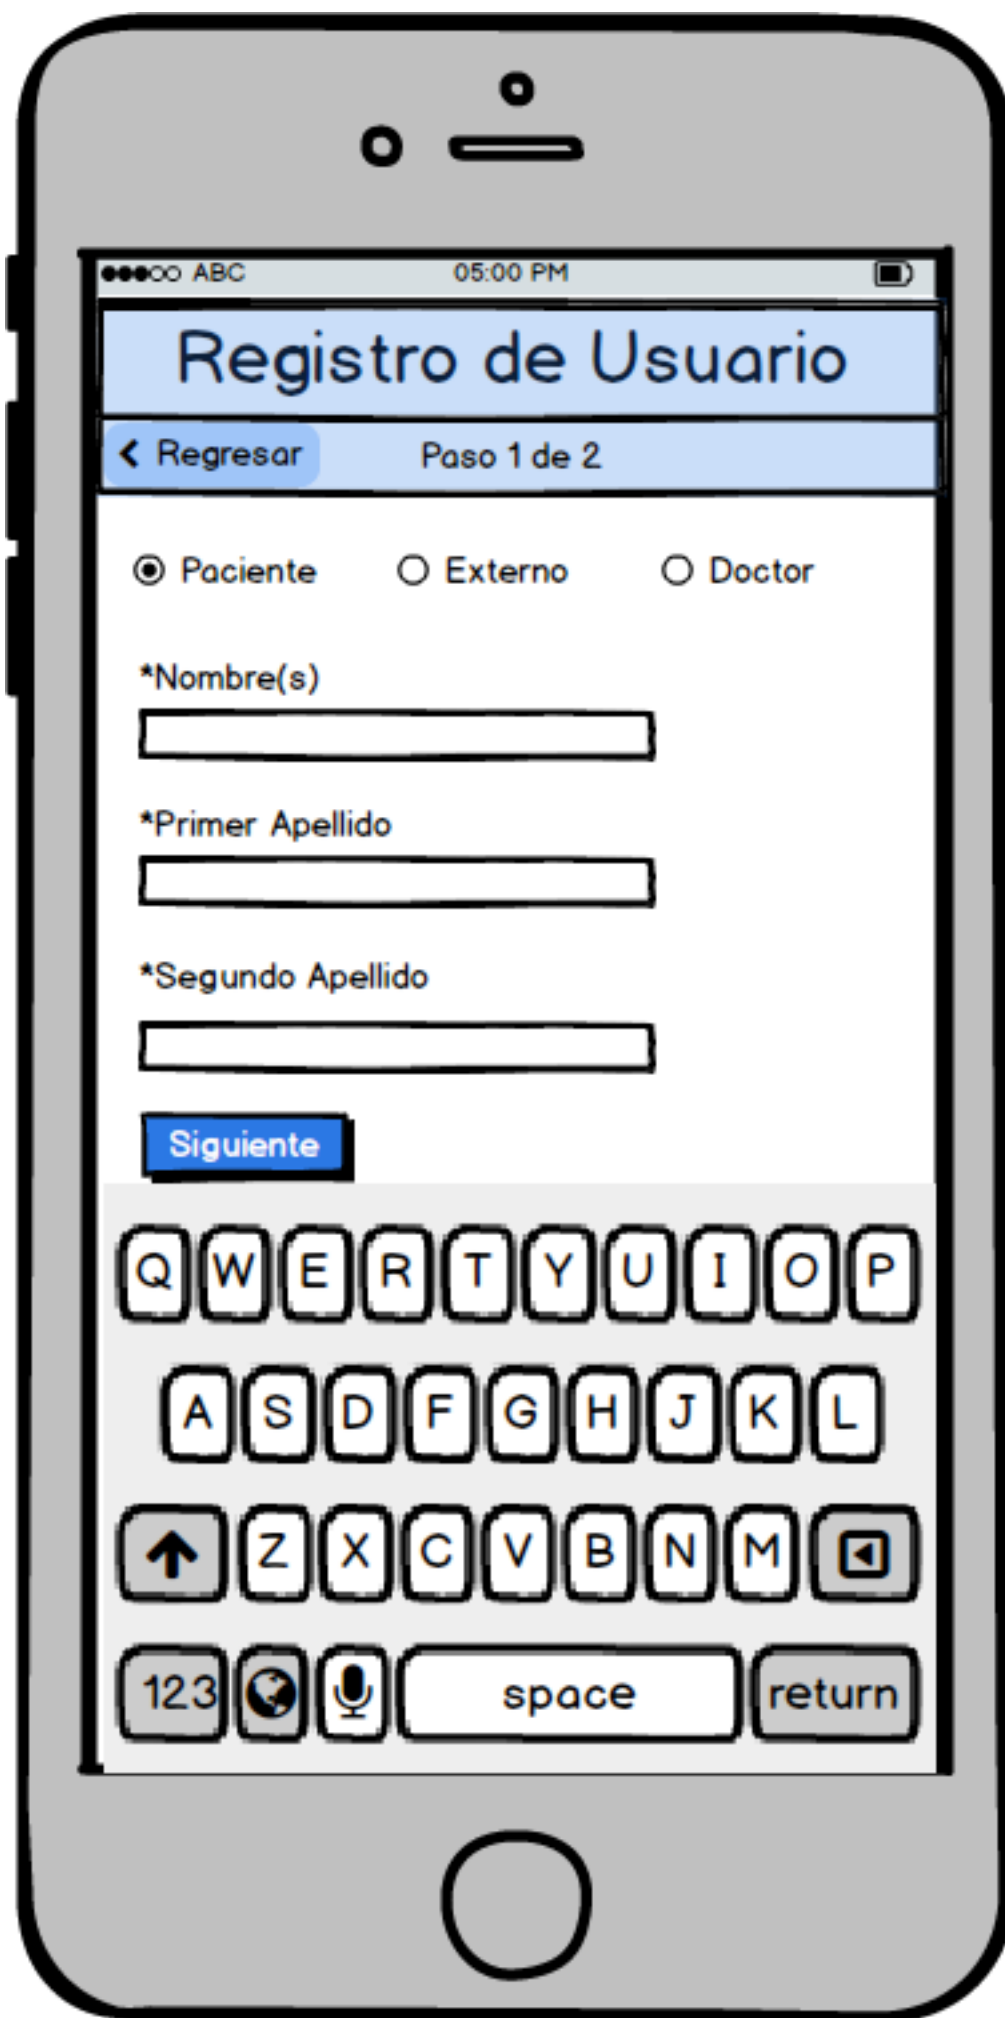 ABC 05:00 PM
Registro de Usuario
Regresar Paso 1 de 2
Paciente Externo Doctor
*Nombre(s)
*Primer Apellido
*Segundo Apellido
Siguiente
Q W E R T Y U I O P
A S D F G H J K L
Z X C V B N M
123 space return